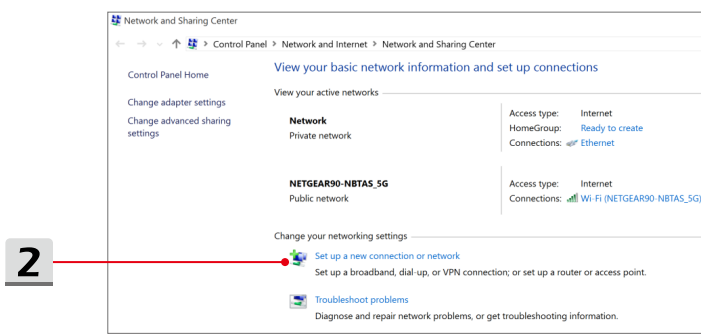 Network and Sharing Center
Control Panel > Network and Internet > Network and Sharing Center
Control Panel Home
Change adapter settings
Change advanced sharing
settings
View your basic network information and set up connections
View your active networks
Network
Private network
Access type: Internet
HomeGroup: Ready to create
Connections: Ethernet
NETGEAR90-NBTAS_5G
Public network
Access type: Internet
Connections: Wi-Fi (NETGEAR90-NBTAS_5G)
Change your networking settings
2
Set up a new connection or network
Set up a broadband, dial-up, or VPN connection; or set up a router or access point.
Troubleshoot problems
Diagnose and repair network problems, or get troubleshooting information.